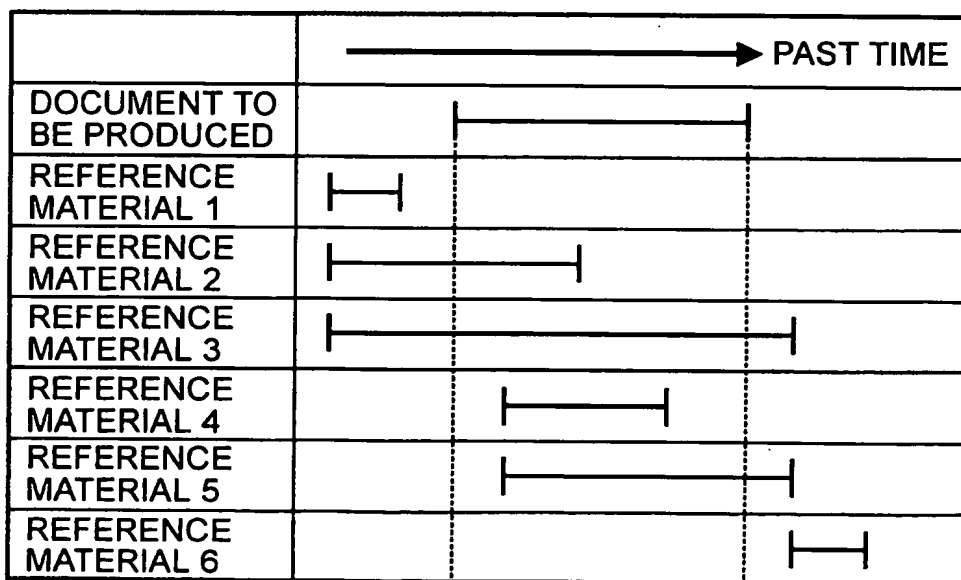 PAST TIME
DOCUMENT TO
BE PRODUCED
REFERENCE
MATERIAL 1
REFERENCE
MATERIAL 2
REFERENCE
MATERIAL 3
REFERENCE
MATERIAL 4
REFERENCE
MATERIAL 5
REFERENCE
MATERIAL 6